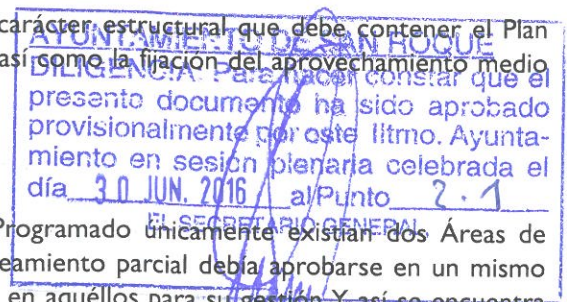 carácter estructural que debe contener el Plan
AYUNTAMIENTO DE SAN ROQUE
así como la fijación del aprovechamiento medio
DILIGENCIA: Para hacer constar que el
presente documento ha sido aprobado
provisionalmente por este Iltmo. Ayunta-
miento en sesión plenaria celebrada el
día 30 JUN. 2016 al Punto 2.1
EL SECRETARIO GENERAL,
Programado únicamente existían dos Áreas de
eamiento parcial debía aprobarse en un mismo
en aquéllos para su gestión Y así se encuentra